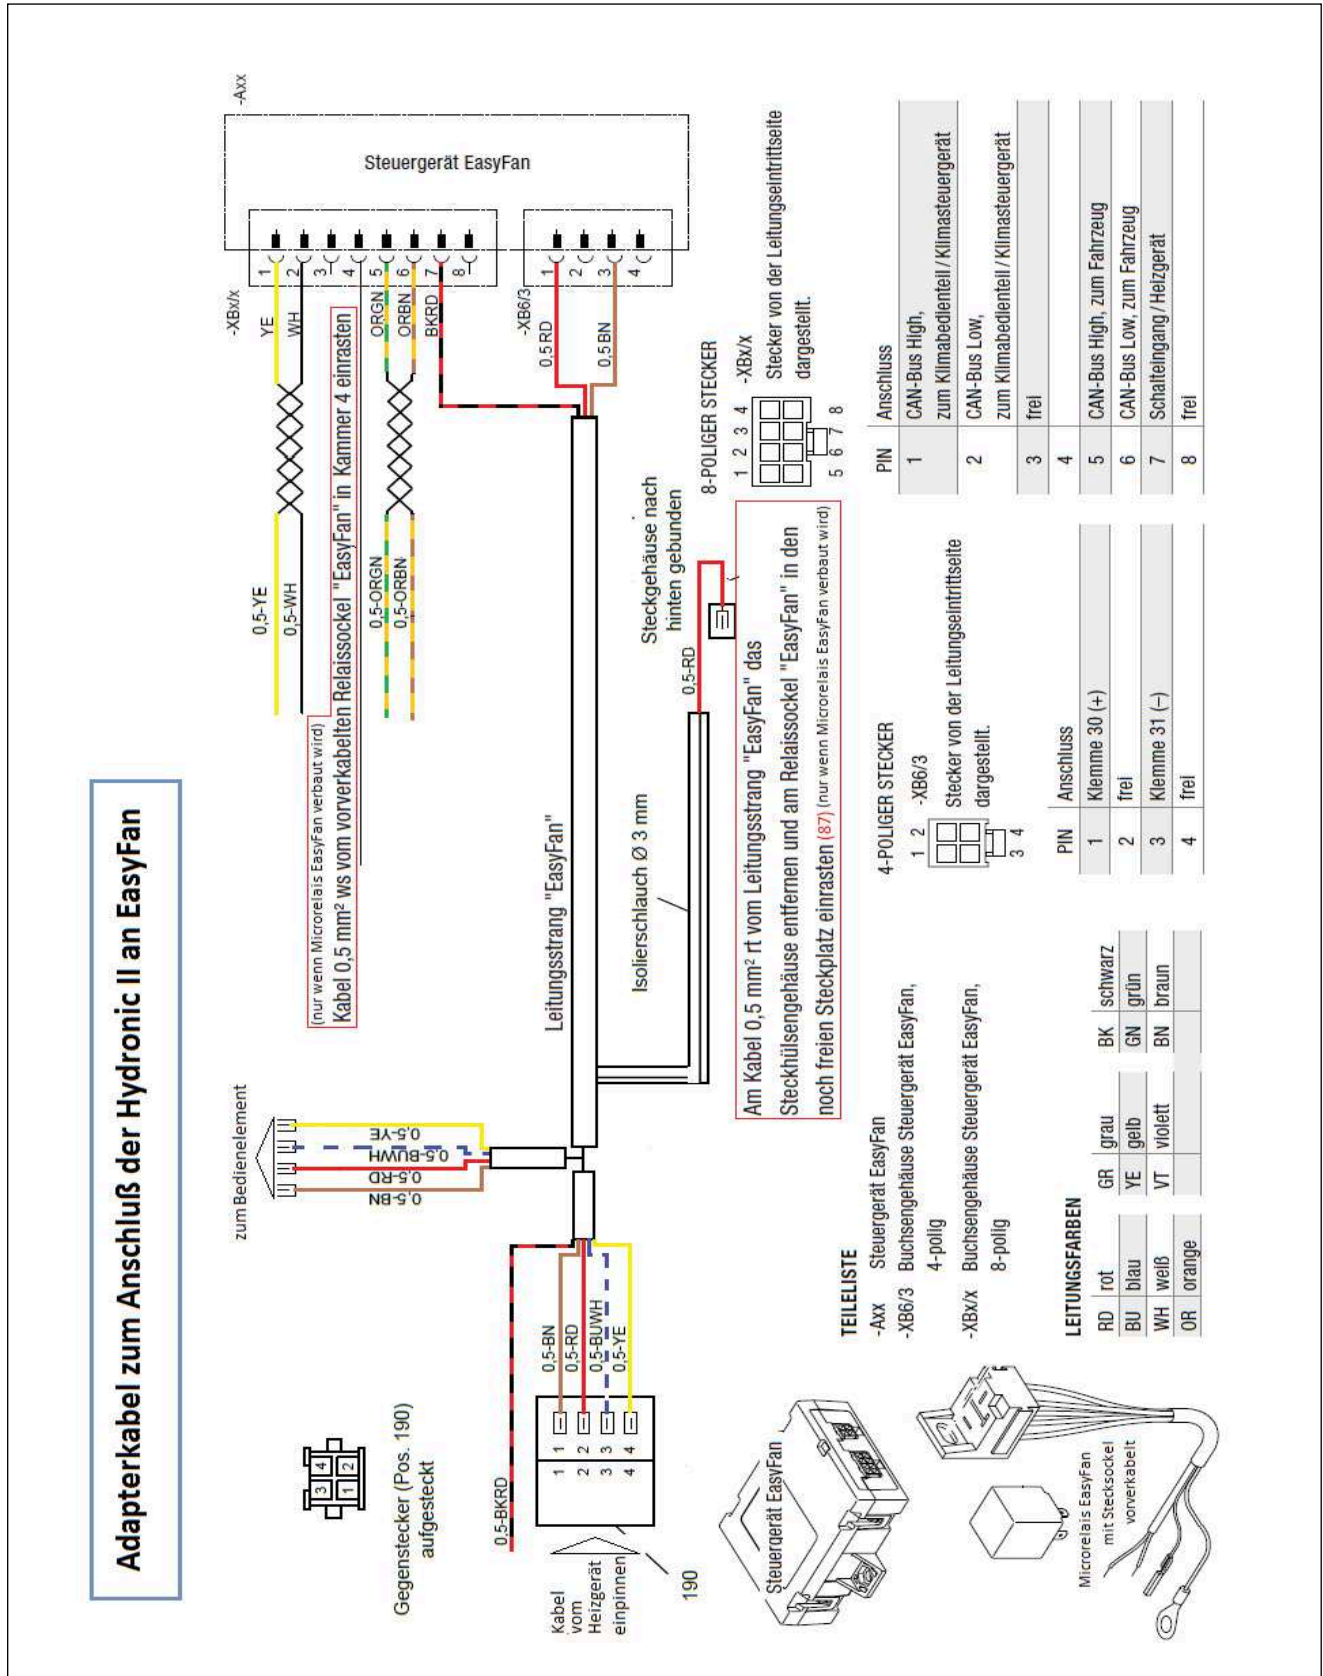 Adapterkabel zum Anschluß der Hydronic II an EasyFan
Gegenstecker (Pos. 190)
aufgesteckt
3 4
1 2
zum Bedienelement
0,5-BN
0,5-RD
0,5-BUWH
0,5-YE
0,5-BKRD
Kabel
vom
Heizgerät
einpinnen
1 1
2 2
3 3
4 4
0,5-BN
0,5-RD
0,5-BUWH
0,5-YE
190
(nur wenn Microrelais EasyFan verbaut wird)
Kabel 0,5 mm² ws vom vorverkabelten Relaissockel "EasyFan" in Kammer 4 einrasten
0,5-YE
0,5-WH
0,5-ORGN
0,5-ORBN
-XBx/x
YE
WH
ORGN
ORBN
BKRD
1
2
3
4
5
6
7
8
-XB6/3
0,5 RD
0,5 BN
1
2
3
4
-Axx
Steuergerät EasyFan
Leitungsstrang "EasyFan"
Isolierschlauch Ø 3 mm
0,5-RD
Steckgehäuse nach
hinten gebunden
Am Kabel 0,5 mm² rt vom Leitungsstrang "EasyFan" das
Steckhülsengehäuse entfernen und am Relaissockel "EasyFan" in den
noch freien Steckplatz einrasten (87) (nur wenn Microrelais EasyFan verbaut wird)
Steuergerät EasyFan
Microrelais EasyFan
mit Stecksockel
vorverkabelt
TEILELISTE
-Axx Steuergerät EasyFan
-XB6/3 Buchsengehäuse Steuergerät EasyFan,
4-polig
-XBx/x Buchsengehäuse Steuergerät EasyFan,
8-polig
LEITUNGSFARBEN
RD rot GR grau BK schwarz
BU blau YE gelb GN grün
WH weiß VT violett BN braun
OR orange
4-POLIGER STECKER
1 2 -XB6/3
Stecker von der Leitungseintrittseite
dargestellt.
3 4
PIN Anschluss
1 Klemme 30 (+)
2 frei
3 Klemme 31 (–)
4 frei
8-POLIGER STECKER
1 2 3 4 -XBx/x
Stecker von der Leitungseintrittseite
dargestellt.
5 6 7 8
PIN Anschluss
1 CAN-Bus High,
zum Klimabedienteil / Klimasteuergerät
2 CAN-Bus Low,
zum Klimabedienteil / Klimasteuergerät
3 frei
4
5 CAN-Bus High, zum Fahrzeug
6 CAN-Bus Low, zum Fahrzeug
7 Schalteingang / Heizgerät
8 frei